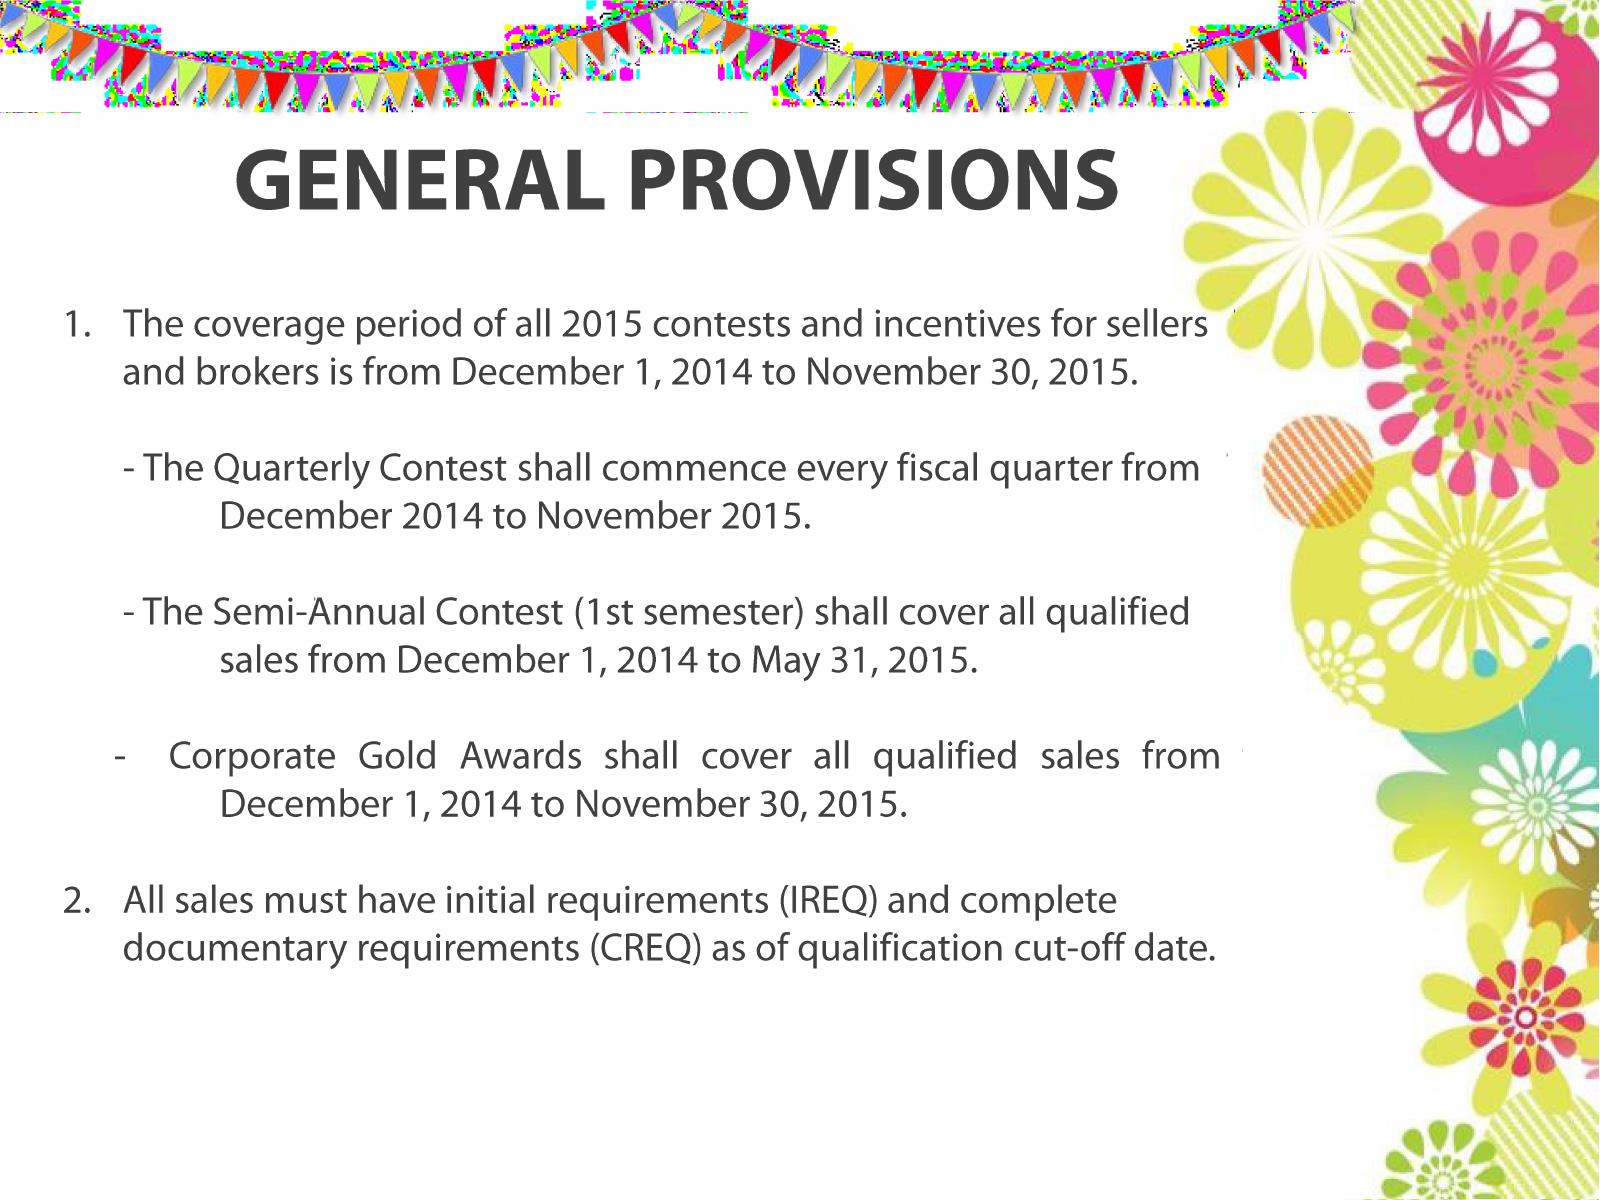 GENERAL PROVISIONS
1. The coverage period of all 2015 contests and incentives for sellers
and brokers is from December 1, 2014 to November 30, 2015.
- The Quarterly Contest shall commence every fiscal quarter from
December 2014 to November 2015.
- The Semi-Annual Contest (1st semester) shall cover all qualified
sales from December 1, 2014 to May 31, 2015.
- Corporate Gold Awards shall cover all qualified sales from
December 1, 2014 to November 30, 2015.
2. All sales must have initial requirements (IREQ) and complete
documentary requirements (CREQ) as of qualification cut-off date.